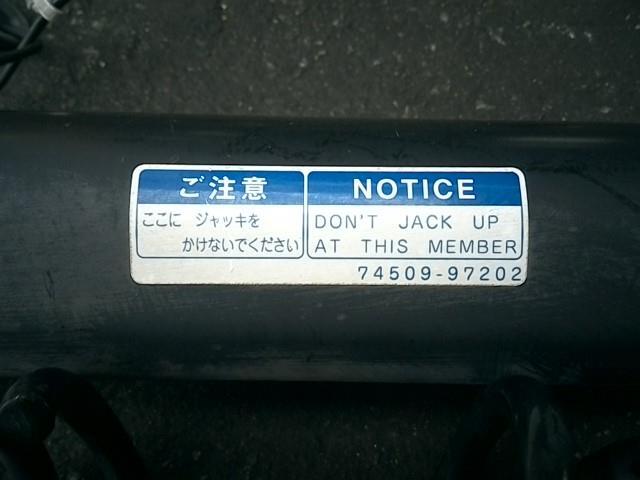 ご注意
ここに ジャッキを
かけないでください
NOTICE
DON'T JACK UP
AT THIS MEMBER
74509-97202